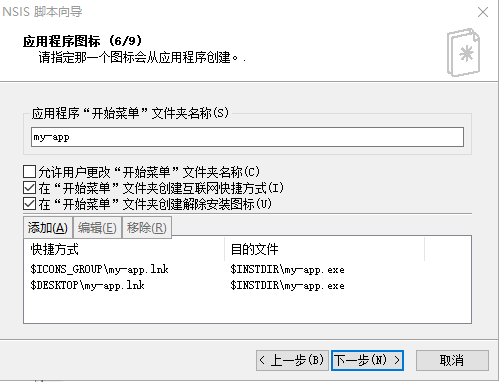 NSIS 脚本向导
应用程序图标 (6/9)
请指定那一个图标会从应用程序创建。.
应用程序“开始菜单”文件夹名称(S)
my-app
允许用户更改“开始菜单”文件夹名称(C)
在“开始菜单”文件夹创建互联网快捷方式(I)
在“开始菜单”文件夹创建解除安装图标(U)
添加(A) 编辑(E) 移除(R)
快捷方式 目的文件
$ICONS_GROUP\my-app.lnk $INSTDIR\my-app.exe
$DESKTOP\my-app.lnk $INSTDIR\my-app.exe
< 上一步(B) 下一步(N) > 取消